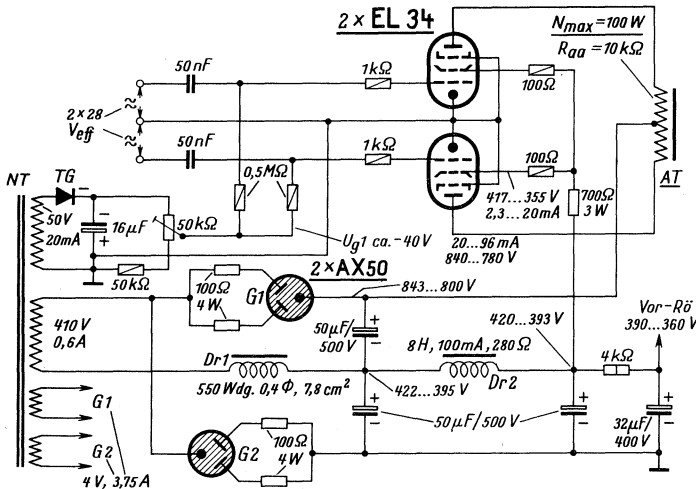 2 x EL 34
Nmax = 100 W
Raa = 10 kΩ
50 nF
1 kΩ
100 Ω
2 x 28
Veff
≈
≈
50 nF
1 kΩ
100 Ω
AT
NT
TG
−
0,5 MΩ
417...355 V
2,3...20 mA
700 Ω
3 W
50 V
20 mA
−
+
16 µF
50 kΩ
Ug1 ca. −40 V
20...96 mA
840...780 V
50 kΩ
100 Ω
4 W
G1
2 x AX50
843...800 V
410 V
0,6 A
50 µF/
500 V
+
−
420...393 V
Vor-Rö
390...360 V
Dr1
8 H, 100 mA, 280 Ω
Dr2
4 kΩ
550 Wdg. 0,4 Φ, 7,8 cm²
422...395 V
G1
G2
4 V, 3,75 A
G2
100 Ω
4 W
+
−
50 µF/500 V
+
−
32 µF/
400 V
+
−